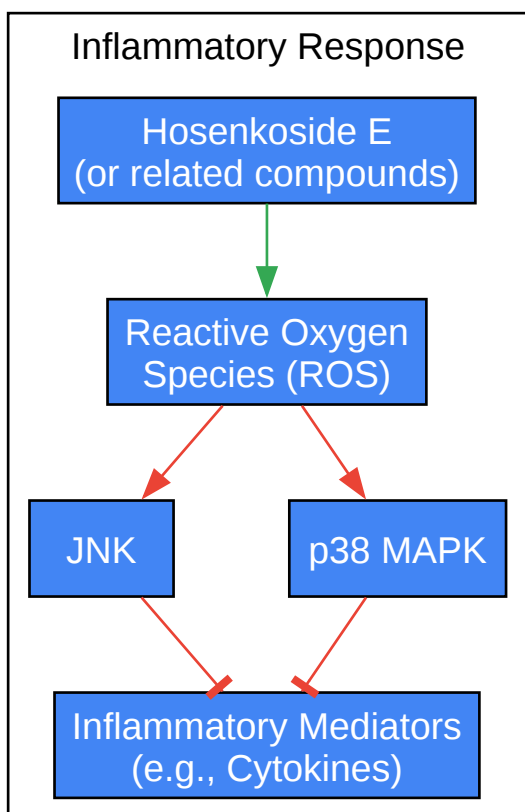 Inflammatory Response
Hosenkoside E
(or related compounds)
Reactive Oxygen
Species (ROS)
JNK
p38 MAPK
Inflammatory Mediators
(e.g., Cytokines)